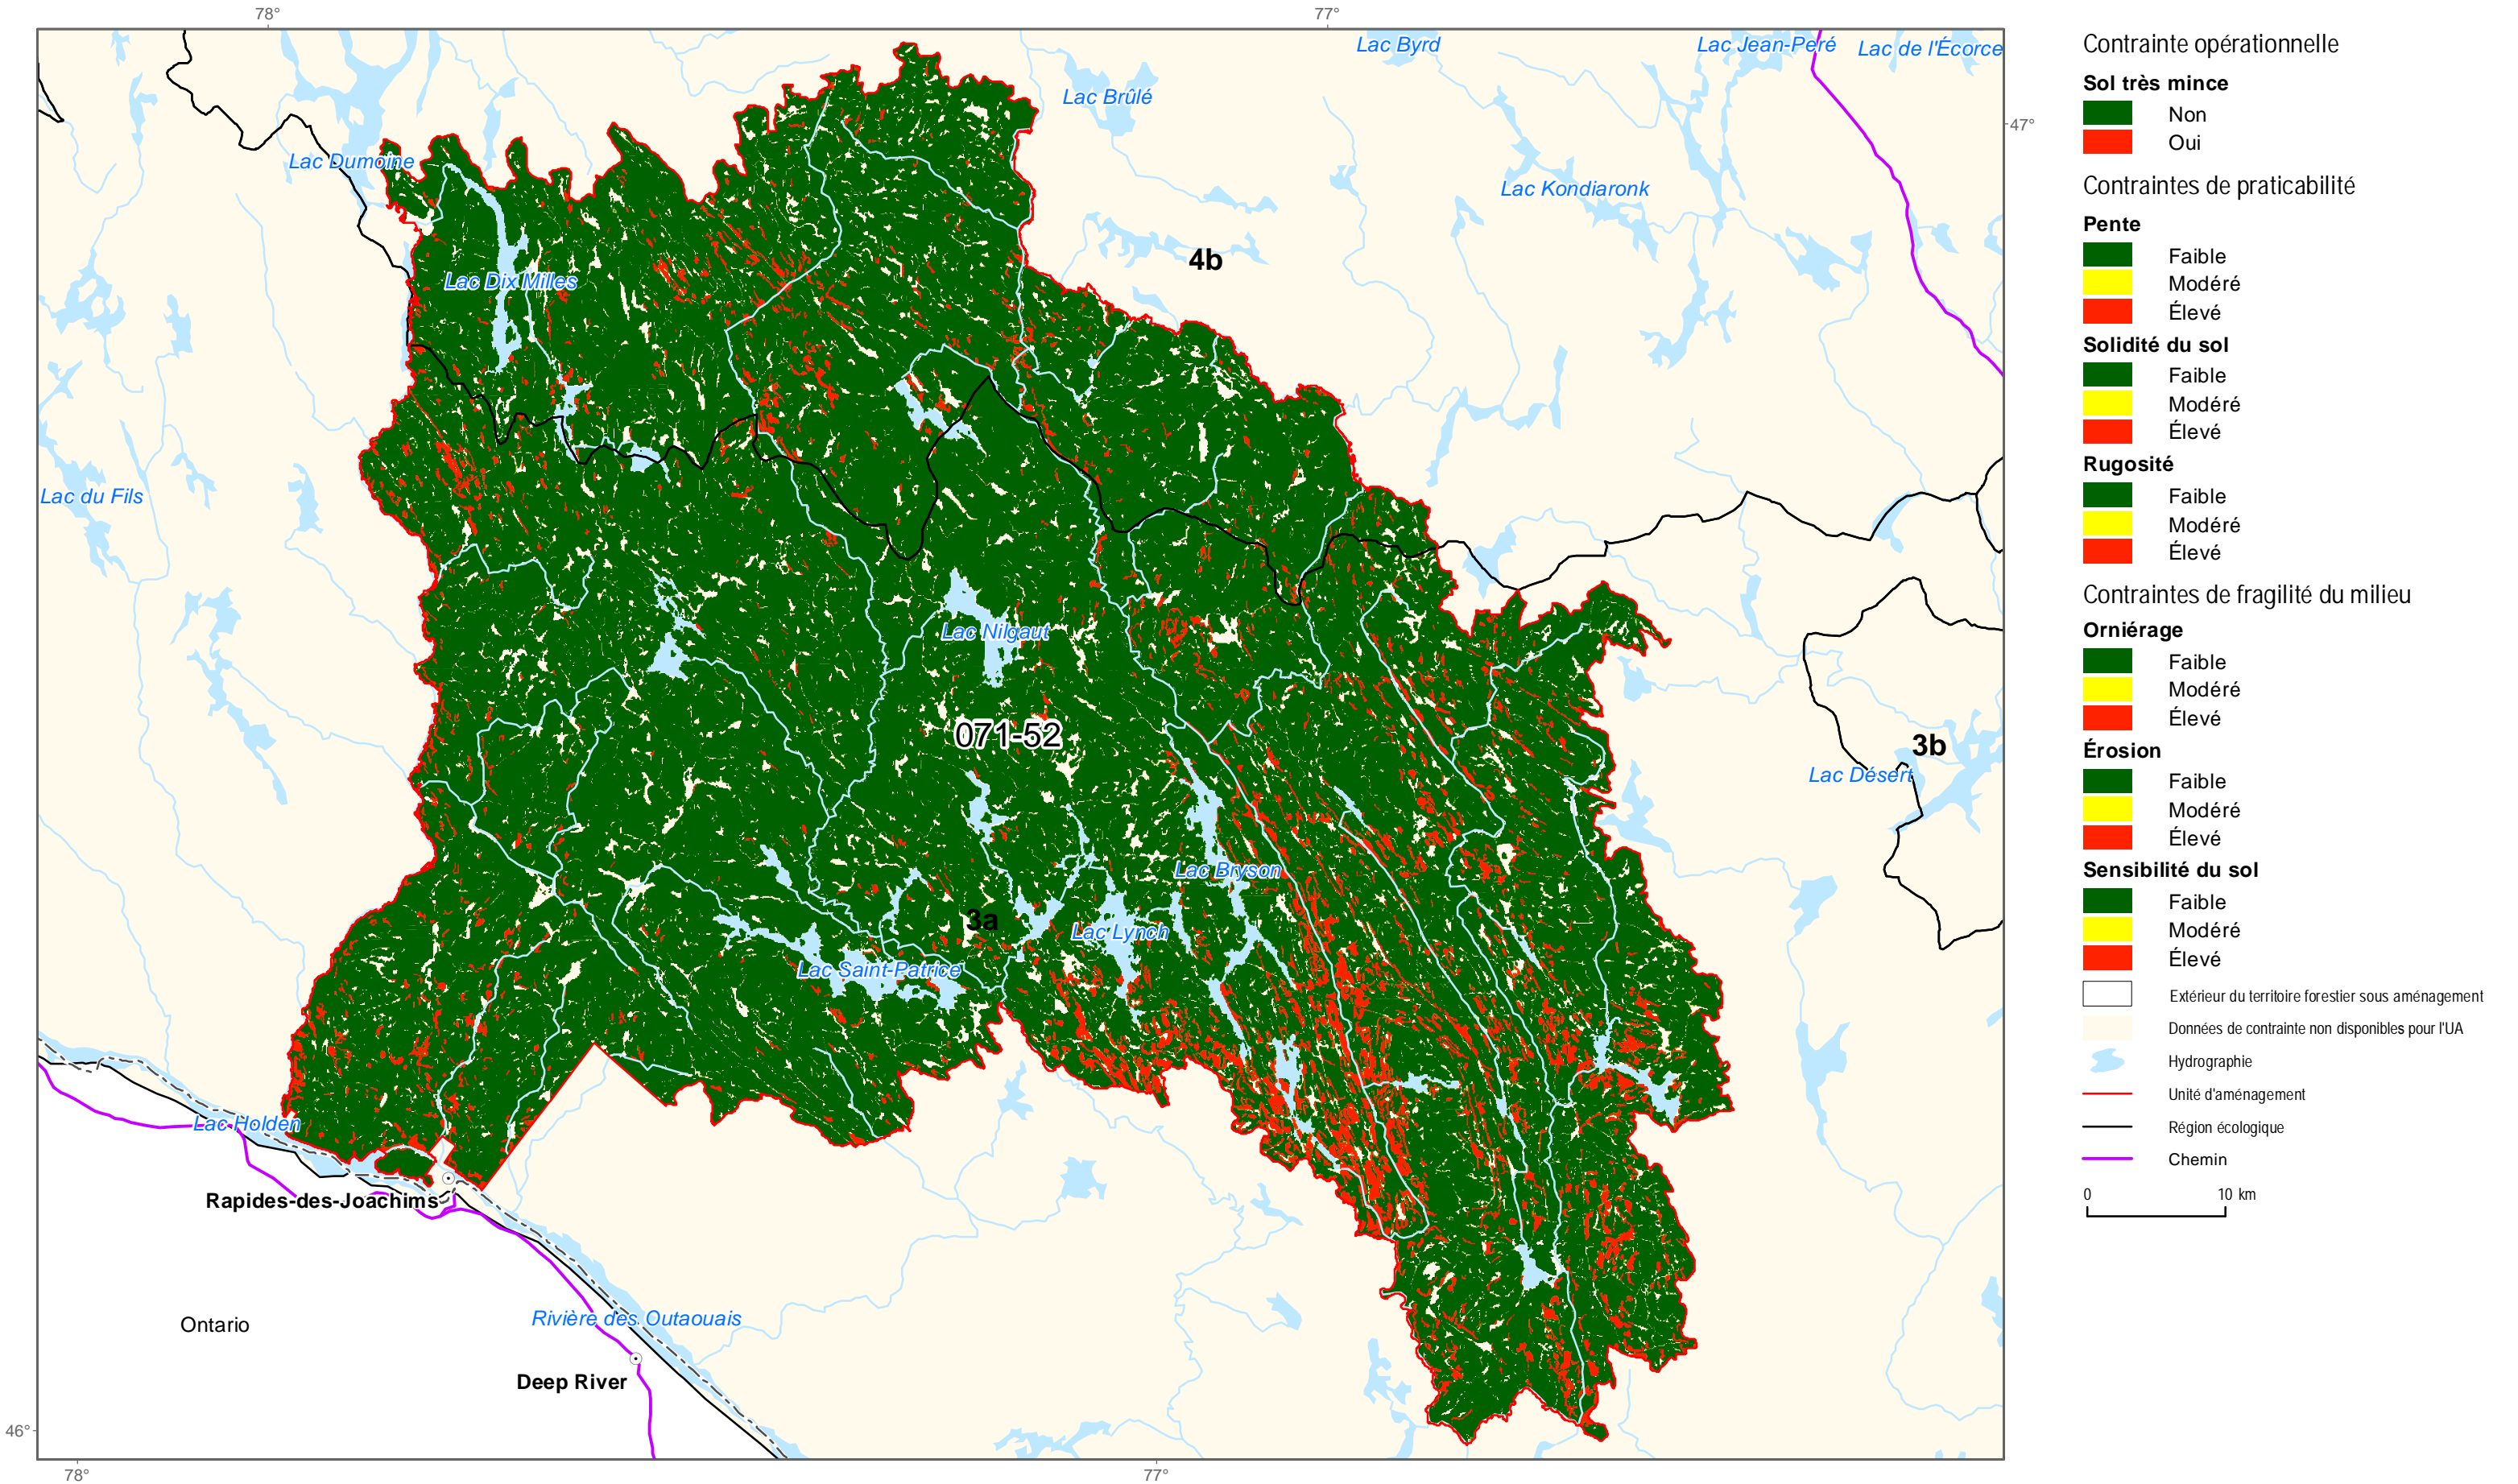 78°
77°
Lac Byrd
Lac Jean-Peré
Lac de l'Écorce
Lac Brûlé
47°
Lac Dumoine
Lac Kondiaronk
4b
Lac Dix Milles
Lac du Fils
Lac Nilgaut
071-52
3b
Lac Désert
Lac Bryson
3a
Lac Lynch
Lac Saint-Patrice
Lac Holden
Rapides-des-Joachims
Ontario
Rivière des Outaouais
Deep River
46°
78°
77°
Contrainte opérationnelle
Sol très mince
Non
Oui
Contraintes de praticabilité
Pente
Faible
Modéré
Élevé
Solidité du sol
Faible
Modéré
Élevé
Rugosité
Faible
Modéré
Élevé
Contraintes de fragilité du milieu
Orniérage
Faible
Modéré
Élevé
Érosion
Faible
Modéré
Élevé
Sensibilité du sol
Faible
Modéré
Élevé
Extérieur du territoire forestier sous aménagement
Données de contrainte non disponibles pour l'UA
Hydrographie
Unité d'aménagement
Région écologique
Chemin
0 10 km